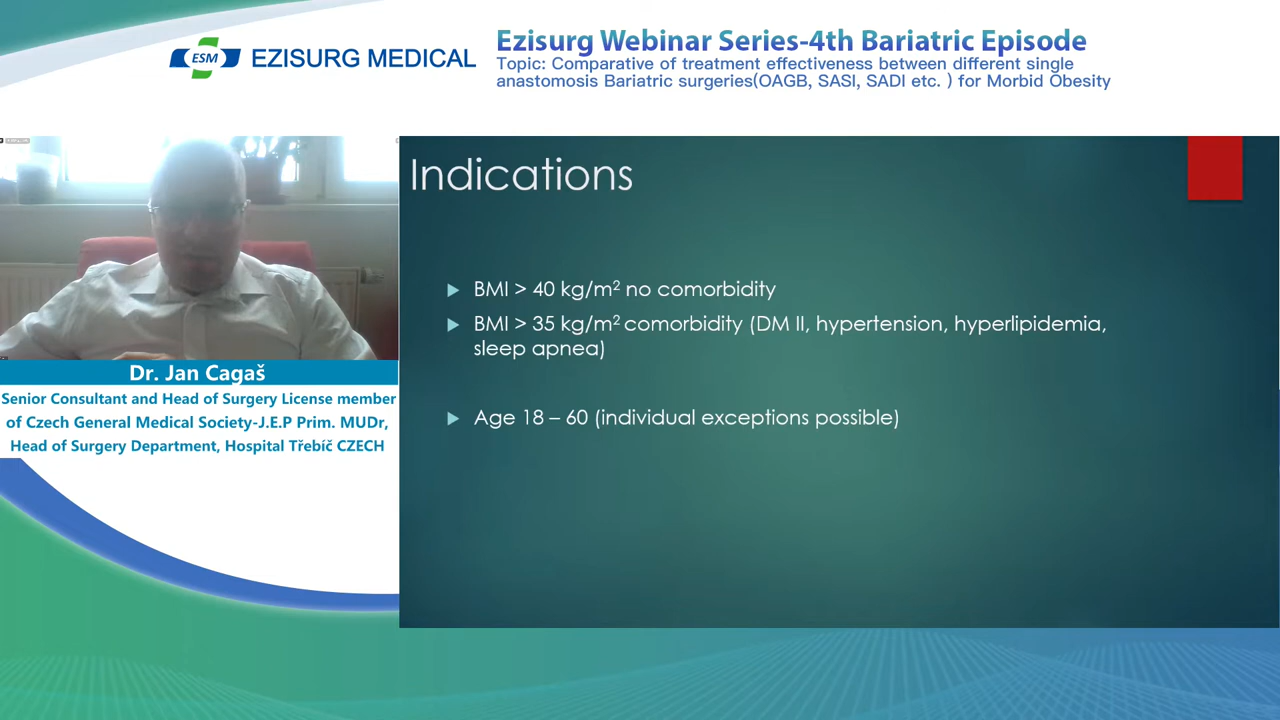 ESM
EZISURG MEDICAL
Ezisurg Webinar Series-4th Bariatric Episode
Topic: Comparative of treatment effectiveness between different single
anastomosis Bariatric surgeries(OAGB, SASI, SADI etc. ) for Morbid Obesity
Indications
BMI > 40 kg/m² no comorbidity
BMI > 35 kg/m² comorbidity (DM II, hypertension, hyperlipidemia,
sleep apnea)
Age 18 – 60 (individual exceptions possible)
Dr. Jan Cagaš
Senior Consultant and Head of Surgery License member
of Czech General Medical Society-J.E.P Prim. MUDr,
Head of Surgery Department, Hospital Třebíč CZECH